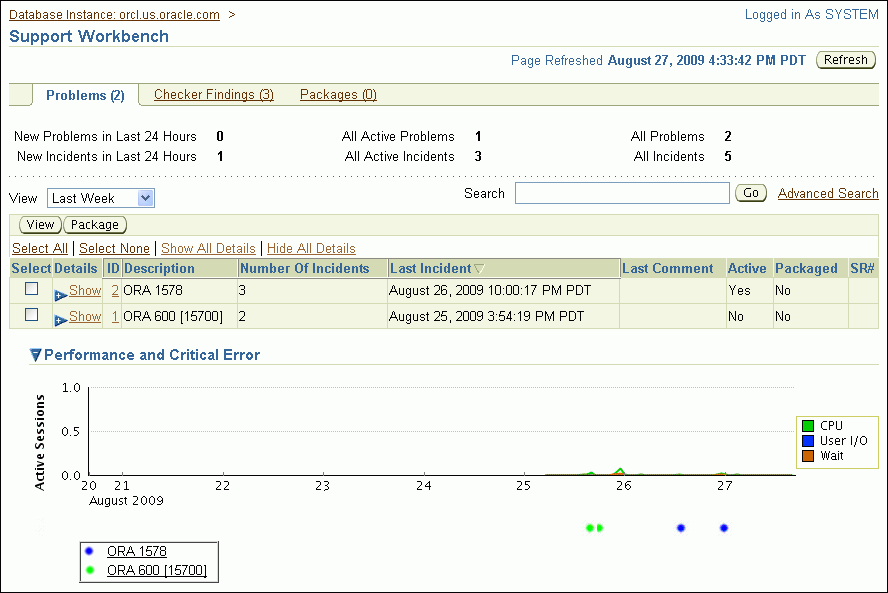 Database Instance: orcl.us.oracle.com > Logged in As SYSTEM
Support Workbench
Page Refreshed August 27, 2009 4:33:42 PM PDT Refresh
Problems (2) Checker Findings (3) Packages (0)
New Problems in Last 24 Hours 0 All Active Problems 1 All Problems 2
New Incidents in Last 24 Hours 1 All Active Incidents 3 All Incidents 5
View Last Week Search Go Advanced Search
View Package
Select All | Select None | Show All Details | Hide All Details
Select Details ID Description Number Of Incidents Last Incident Last Comment Active Packaged SR#
Show 2 ORA 1578 3 August 26, 2009 10:00:17 PM PDT Yes No
Show 1 ORA 600 [15700] 2 August 25, 2009 3:54:19 PM PDT No No
Performance and Critical Error
Active Sessions
1.0
0.5
0.0
20 21 22 23 24 25 26 27
August 2009
CPU
User I/O
Wait
ORA 1578
ORA 600 [15700]